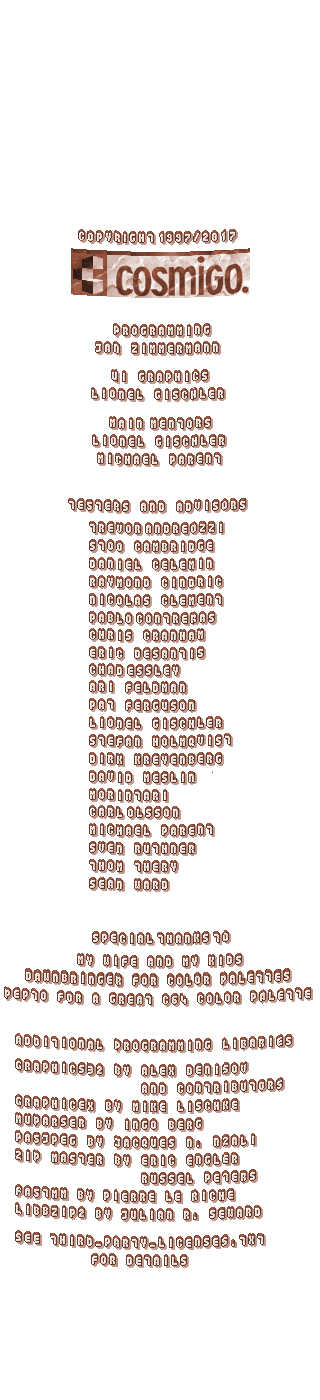 COPYRIGHT 1997/2017
COSMIGO.
PROGRAMMING
JAN ZIMMERMANN
UI GRAPHICS
LIONEL GISCHLER
MAIN MENTORS
LIONEL GISCHLER
MICHAEL PARENT
TESTERS AND ADVISORS
TREVOR ANDREOZZI
STOO CAMBRIDGE
DANIEL CELEMIN
RAYMOND CINDRIC
NICOLAS CLEMENT
PABLO CONTRERAS
CHRIS CRANHAM
ERIC DESANTIS
CHAD ESSLEY
ARI FELDMAN
PAT FERGUSON
LIONEL GISCHLER
STEFAN HOLMQVIST
DIRK KREYENBERG
DAVID MESLIN
MORINTARI
CARL OLSSON
MICHAEL PARENT
SVEN RUTHNER
THOM THERY
SEAN WARD
SPECIAL THANKS TO
MY WIFE AND MY KIDS
DAWNBRINGER FOR COLOR PALETTES
PEPTO FOR A GREAT C64 COLOR PALETTE
ADDITIONAL PROGRAMMING LIBRARIES
GRAPHICS32 BY ALEX DENISOV
AND CONTRIBUTORS
GRAPHICEX BY MIKE LISCHKE
MUPARSER BY INGO BERG
PASJPEG BY JACQUES N. NZALI
ZIP MASTER BY ERIC ENGLER
RUSSEL PETERS
FASTMM BY PIERRE LE RICHE
LIBBZIP2 BY JULIAN R. SEWARD
SEE THIRD-PARTY-LICENSES.TXT
FOR DETAILS